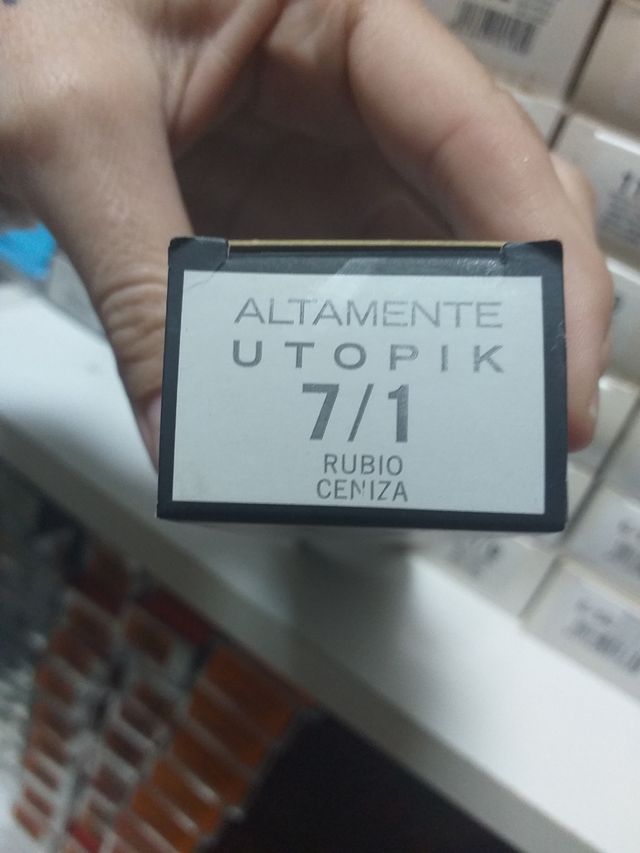 ALTAMENTE
UTOPIK
7/1
RUBIO
CENIZA